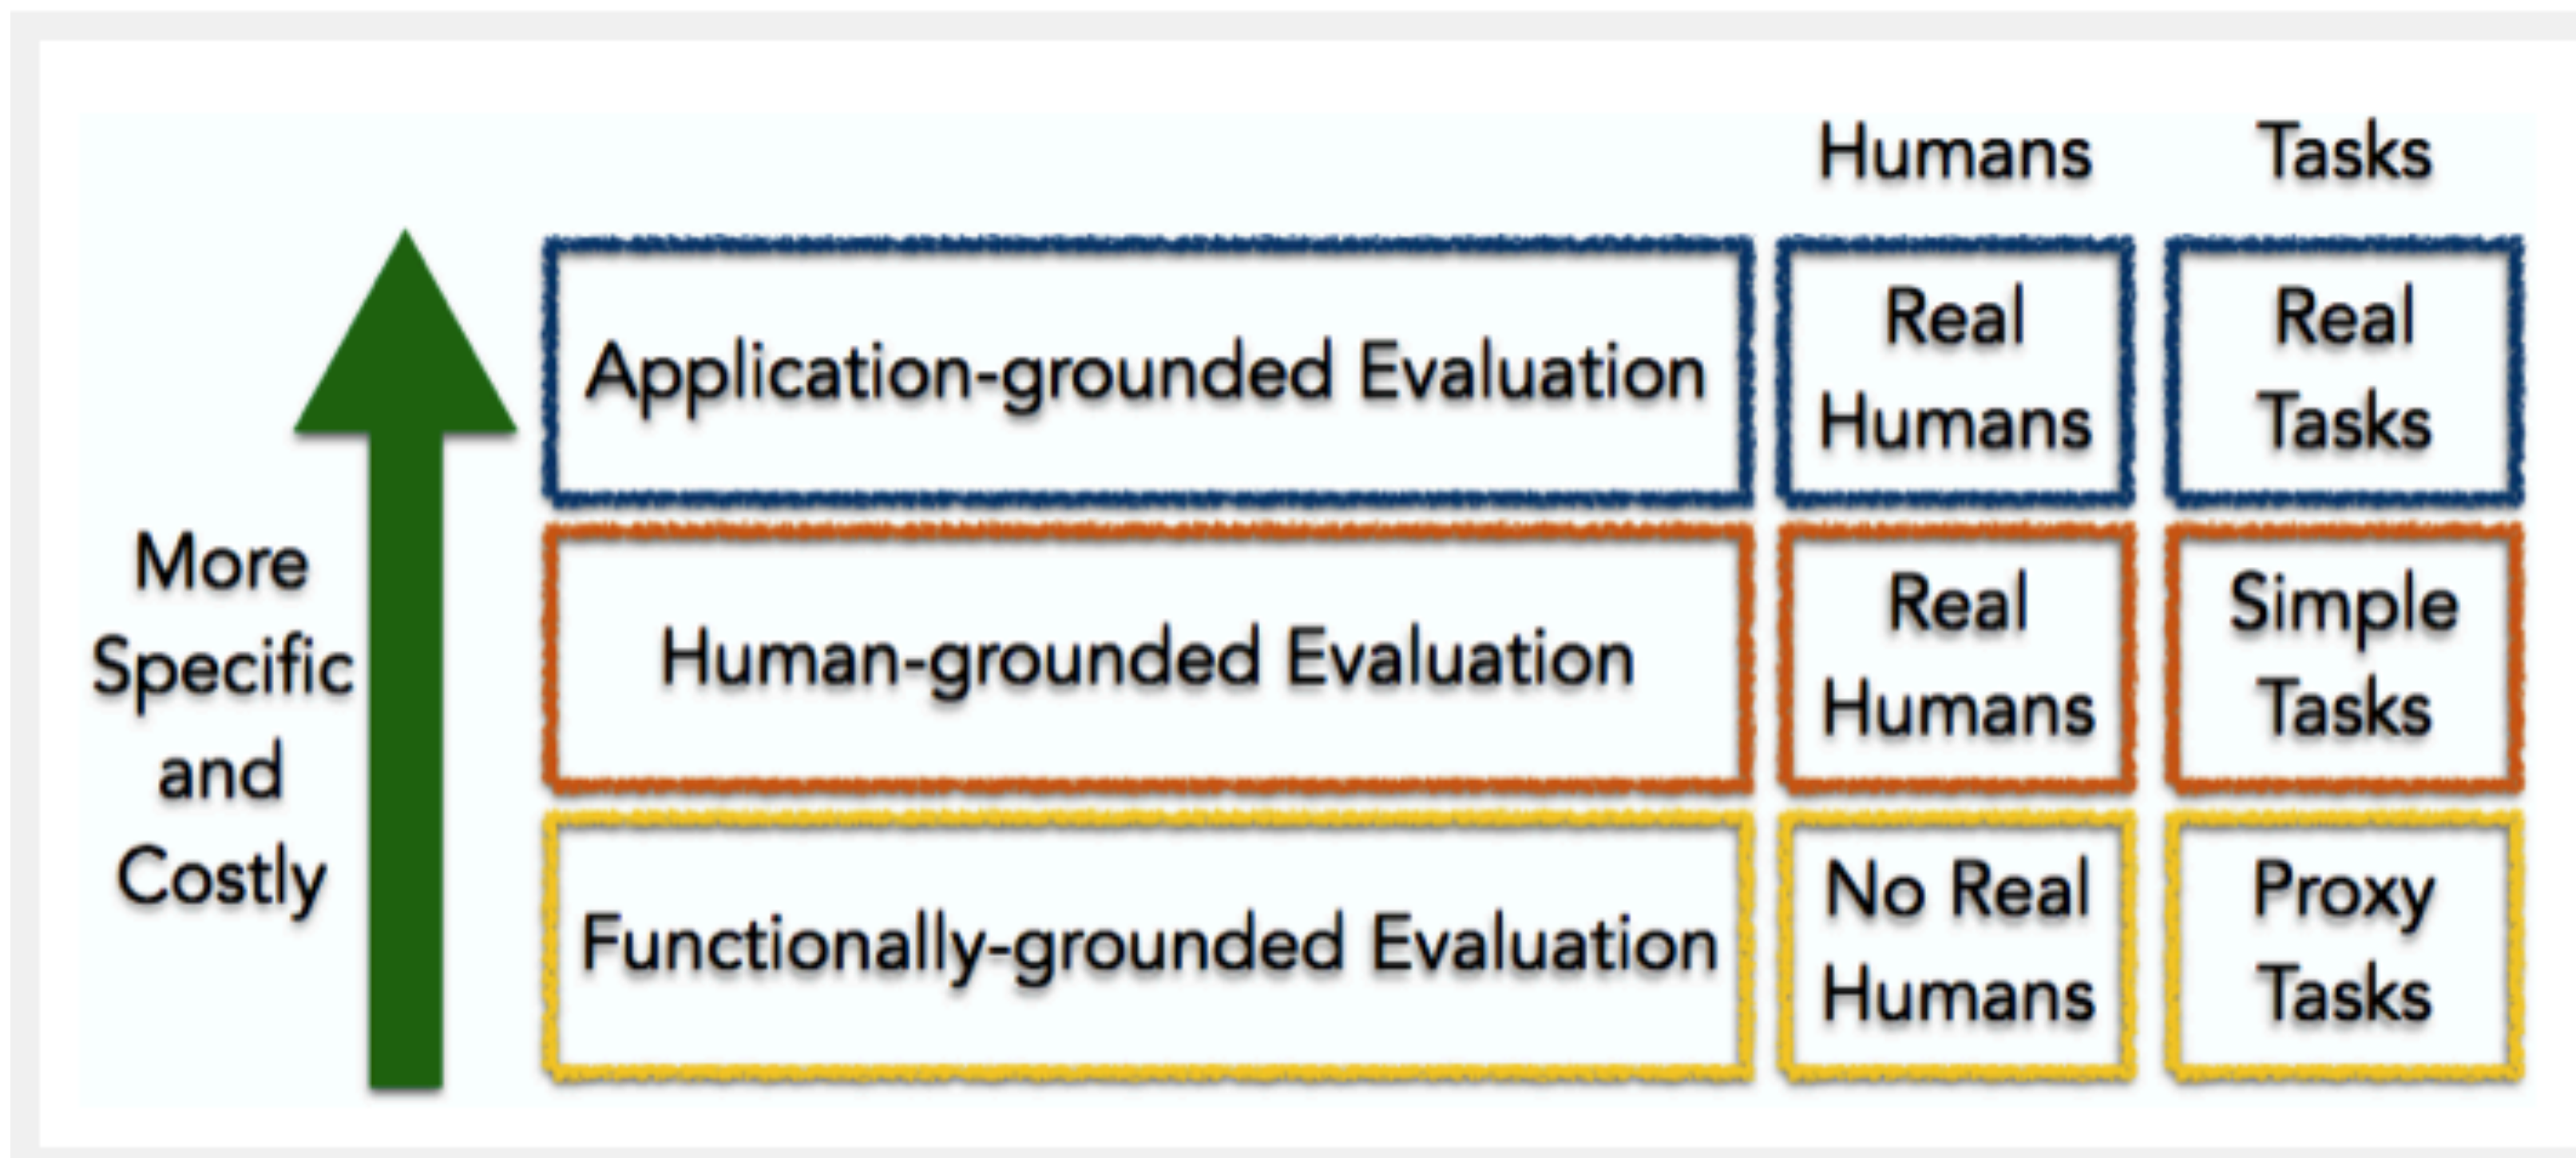 Humans Tasks
More
Specific
and
Costly
Application-grounded Evaluation
Real
Humans
Real
Tasks
Human-grounded Evaluation
Real
Humans
Simple
Tasks
Functionally-grounded Evaluation
No Real
Humans
Proxy
Tasks